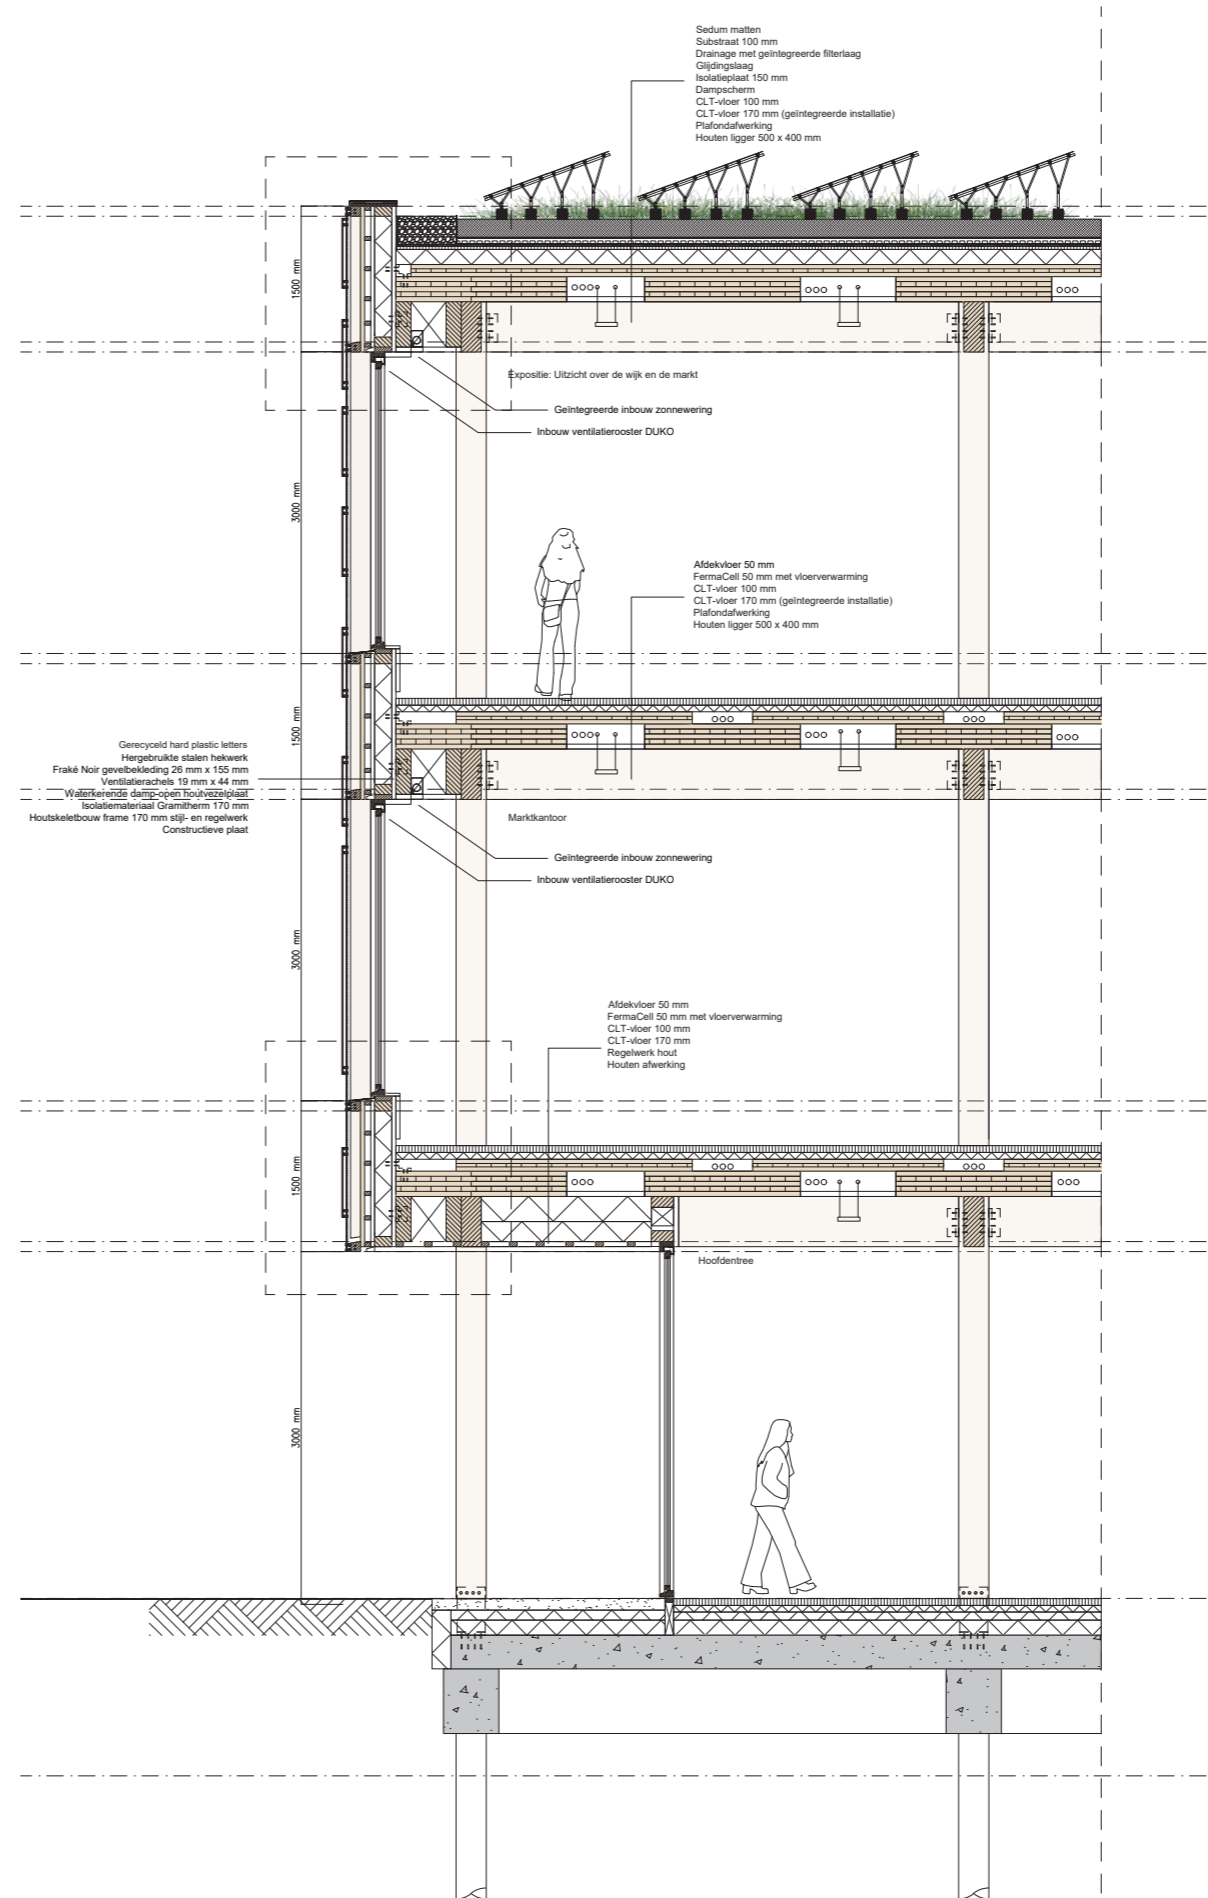 Sedum matten
Substraat 100 mm
Drainage met geïntegreerde filterlaag
Glijdingslaag
Isolatieplaat 150 mm
Dampscherm
CLT-vloer 100 mm
CLT-vloer 170 mm (geïntegreerde installatie)
Plafondafwerking
Houten ligger 500 x 400 mm
1500 mm
Expositie: Uitzicht over de wijk en de markt
Geïntegreerde inbouw zonnewering
Inbouw ventilatierooster DUKO
3000 mm
Afdekvloer 50 mm
FermaCell 50 mm met vloerverwarming
CLT-vloer 100 mm
CLT-vloer 170 mm (geïntegreerde installatie)
Plafondafwerking
Houten ligger 500 x 400 mm
1500 mm
Gerecyceld hard plastic letters
Hergebruikte stalen hekwerk
Fraké Noir gevelbekleding 26 mm x 155 mm
Ventilatierachels 19 mm x 44 mm
Waterkerende damp-open houtvezelplaat
Isolatiemateriaal Gramitherm 170 mm
Houtskeletbouw frame 170 mm stijl- en regelwerk
Constructieve plaat
Marktkantoor
Geïntegreerde inbouw zonnewering
Inbouw ventilatierooster DUKO
3000 mm
Afdekvloer 50 mm
FermaCell 50 mm met vloerverwarming
CLT-vloer 100 mm
CLT-vloer 170 mm
Regelwerk hout
Houten afwerking
1500 mm
Hoofdentree
3000 mm